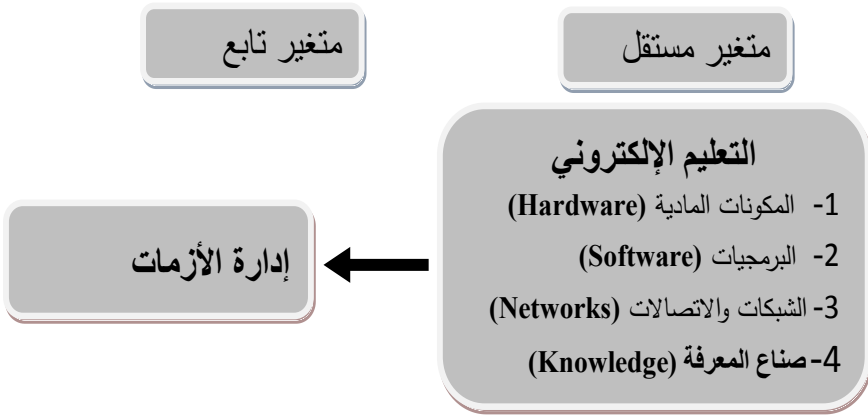 متغير مستقل
متغير تابع
التعليم الإلكتروني
1- المكونات المادية (Hardware)
2- البرمجيات (Software)
3- الشبكات والاتصالات (Networks)
4- صناع المعرفة (Knowledge)
إدارة الأزمات